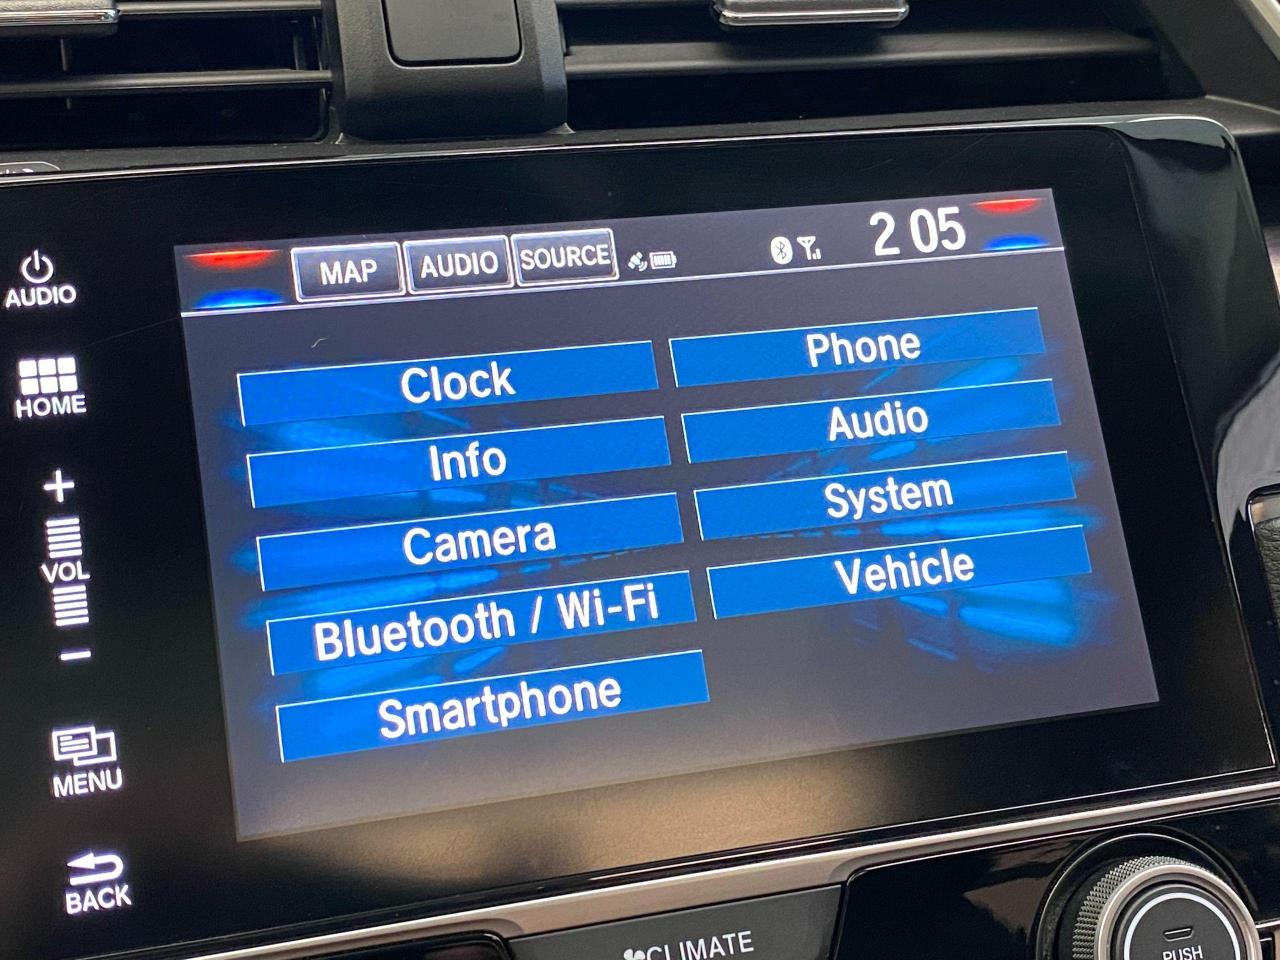 MAP AUDIO SOURCE 2 05
AUDIO
HOME
VOL
MENU
BACK
Clock
Info
Camera
Bluetooth / Wi-Fi
Smartphone
Phone
Audio
System
Vehicle
CLIMATE
PUSH